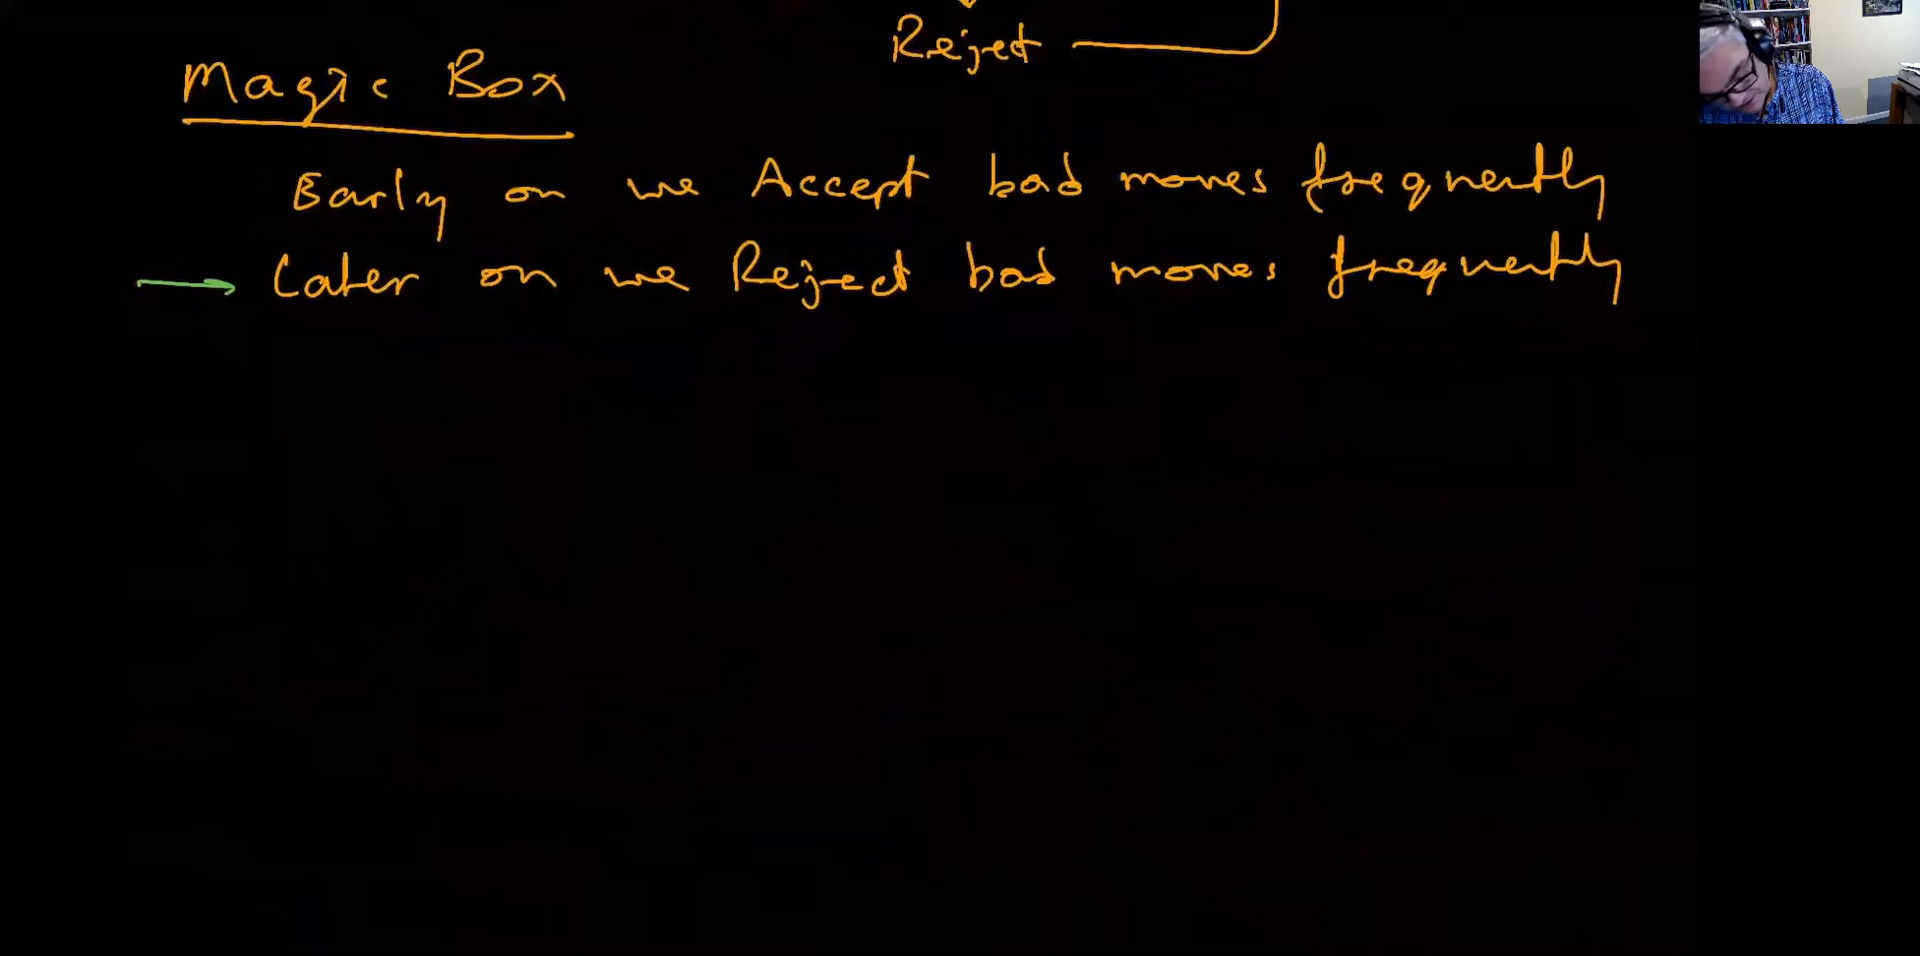 Reject
Magic Box
Early on we Accept bad moves frequently
Later on we Reject bad moves frequently